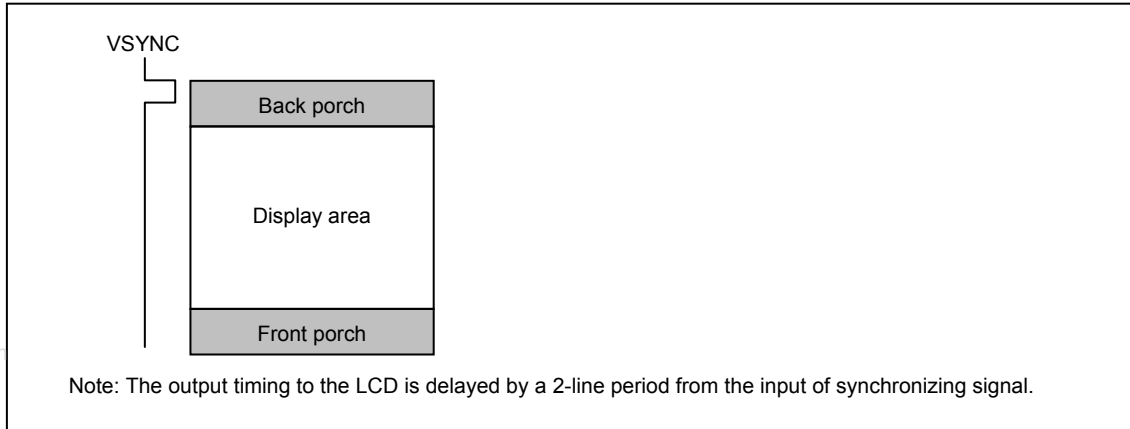 VSYNC
Back porch
Display area
Front porch
Note: The output timing to the LCD is delayed by a 2-line period from the input of synchronizing signal.